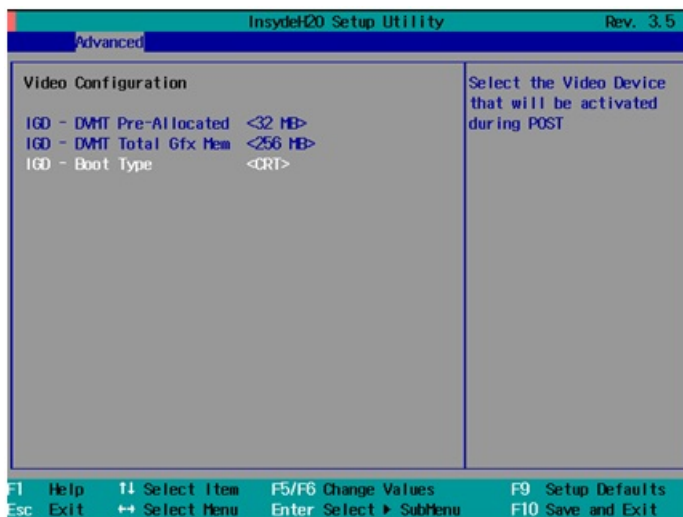 InsydeH2O Setup Utility Rev. 3.5
Advanced
Video Configuration
IGD - DVMT Pre-Allocated <32 MB>
IGD - DVMT Total Gfx Mem <256 MB>
IGD - Boot Type <CRT>
Select the Video Device
that will be activated
during POST
F1 Help ↑↓ Select Item F5/F6 Change Values F9 Setup Defaults
Esc Exit ↔ Select Menu Enter Select ▶ SubMenu F10 Save and Exit